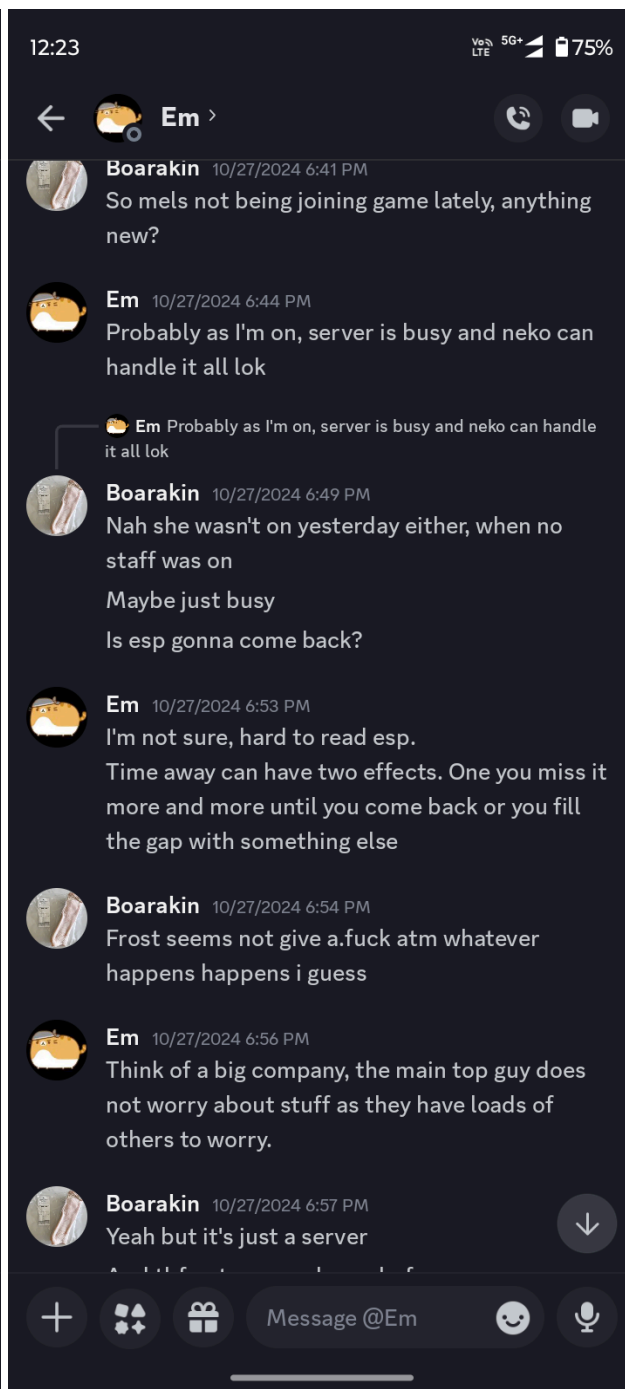 12:23
Vo LTE 5G+ 75%
Em
Boarakin 10/27/2024 6:41 PM
So mels not being joining game lately, anything
new?
Em 10/27/2024 6:44 PM
Probably as I'm on, server is busy and neko can
handle it all lok
Em Probably as I'm on, server is busy and neko can handle
it all lok
Boarakin 10/27/2024 6:49 PM
Nah she wasn't on yesterday either, when no
staff was on
Maybe just busy
Is esp gonna come back?
Em 10/27/2024 6:53 PM
I'm not sure, hard to read esp.
Time away can have two effects. One you miss it
more and more until you come back or you fill
the gap with something else
Boarakin 10/27/2024 6:54 PM
Frost seems not give a.fuck atm whatever
happens happens i guess
Em 10/27/2024 6:56 PM
Think of a big company, the main top guy does
not worry about stuff as they have loads of
others to worry.
Boarakin 10/27/2024 6:57 PM
Yeah but it's just a server
Message @Em